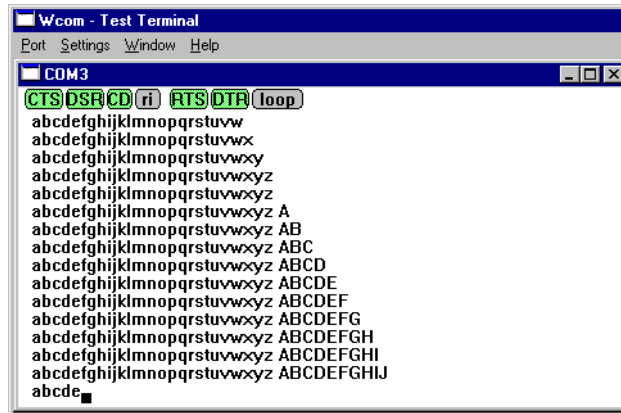 Wcom - Test Terminal
Port Settings Window Help
COM3
CTS DSR CD ri RTS DTR loop
abcdefghijklmnopqrstuvw
abcdefghijklmnopqrstuvwx
abcdefghijklmnopqrstuvwxy
abcdefghijklmnopqrstuvwxyz
abcdefghijklmnopqrstuvwxyz
abcdefghijklmnopqrstuvwxyz A
abcdefghijklmnopqrstuvwxyz AB
abcdefghijklmnopqrstuvwxyz ABC
abcdefghijklmnopqrstuvwxyz ABCD
abcdefghijklmnopqrstuvwxyz ABCDE
abcdefghijklmnopqrstuvwxyz ABCDEF
abcdefghijklmnopqrstuvwxyz ABCDEFG
abcdefghijklmnopqrstuvwxyz ABCDEFGH
abcdefghijklmnopqrstuvwxyz ABCDEFGHI
abcdefghijklmnopqrstuvwxyz ABCDEFGHIJ
abcde